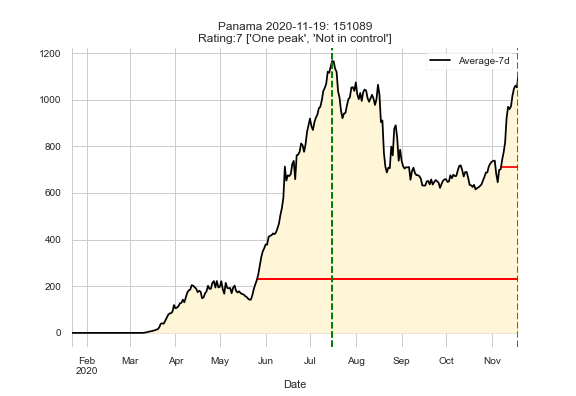 Panama 2020-11-19: 151089
Rating:7 ['One peak', 'Not in control']
Average-7d
1200
1000
800
600
400
200
0
Feb Mar Apr May Jun Jul Aug Sep Oct Nov
2020
Date